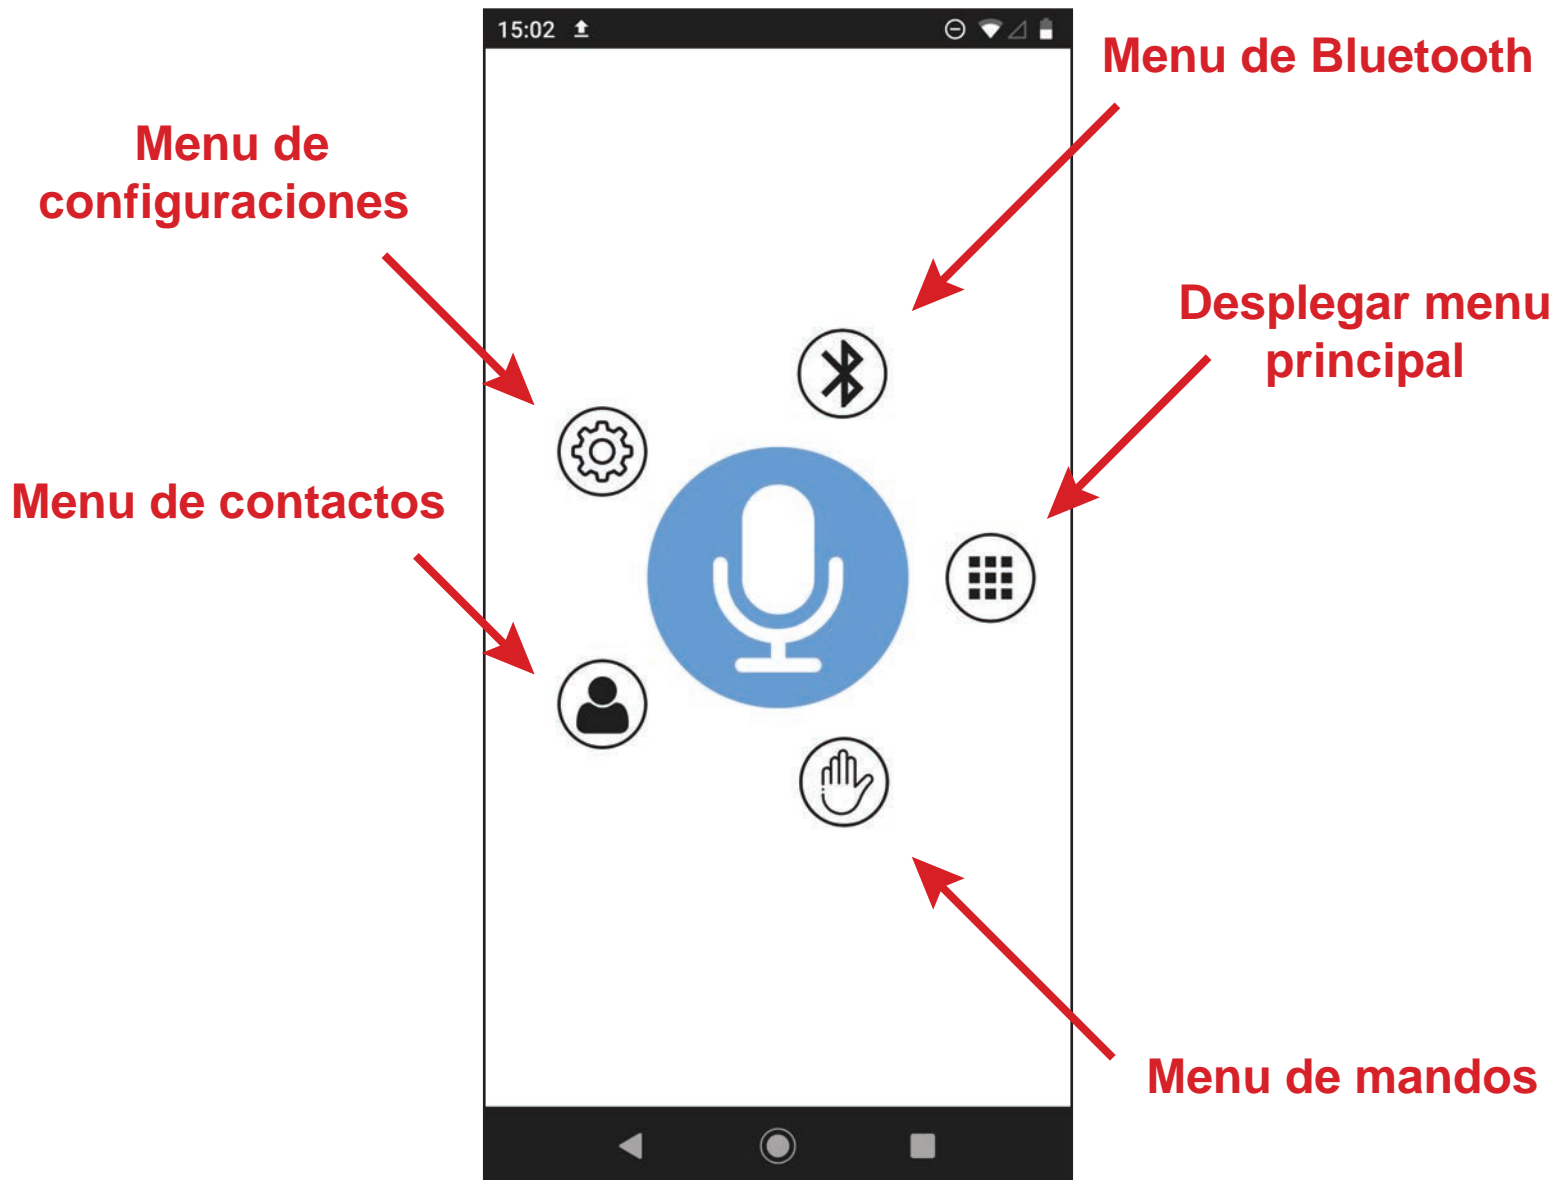 15:02
Menu de Bluetooth
Menu de
configuraciones
Desplegar menu
principal
Menu de contactos
Menu de mandos